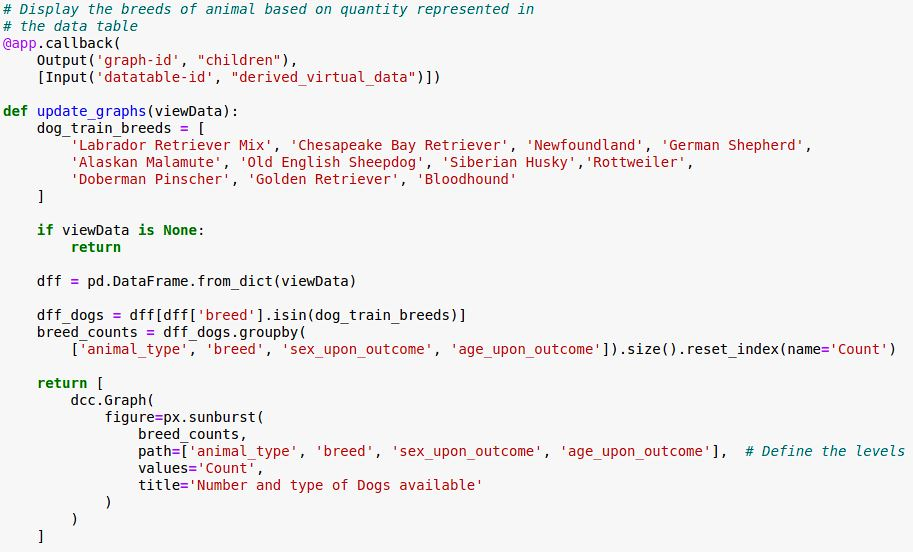 # Display the breeds of animal based on quantity represented in
# the data table
@app.callback(
    Output('graph-id', "children"),
    [Input('datatable-id', "derived_virtual_data")])

def update_graphs(viewData):
    dog_train_breeds = [
        'Labrador Retriever Mix', 'Chesapeake Bay Retriever', 'Newfoundland', 'German Shepherd',
        'Alaskan Malamute', 'Old English Sheepdog', 'Siberian Husky','Rottweiler',
        'Doberman Pinscher', 'Golden Retriever', 'Bloodhound'
    ]

    if viewData is None:
        return

    dff = pd.DataFrame.from_dict(viewData)

    dff_dogs = dff[dff['breed'].isin(dog_train_breeds)]
    breed_counts = dff_dogs.groupby(
        ['animal_type', 'breed', 'sex_upon_outcome', 'age_upon_outcome']).size().reset_index(name='Count')

    return [
        dcc.Graph(
            figure=px.sunburst(
                breed_counts,
                path=['animal_type', 'breed', 'sex_upon_outcome', 'age_upon_outcome'],  # Define the levels
                values='Count',
                title='Number and type of Dogs available'
            )
        )
    ]